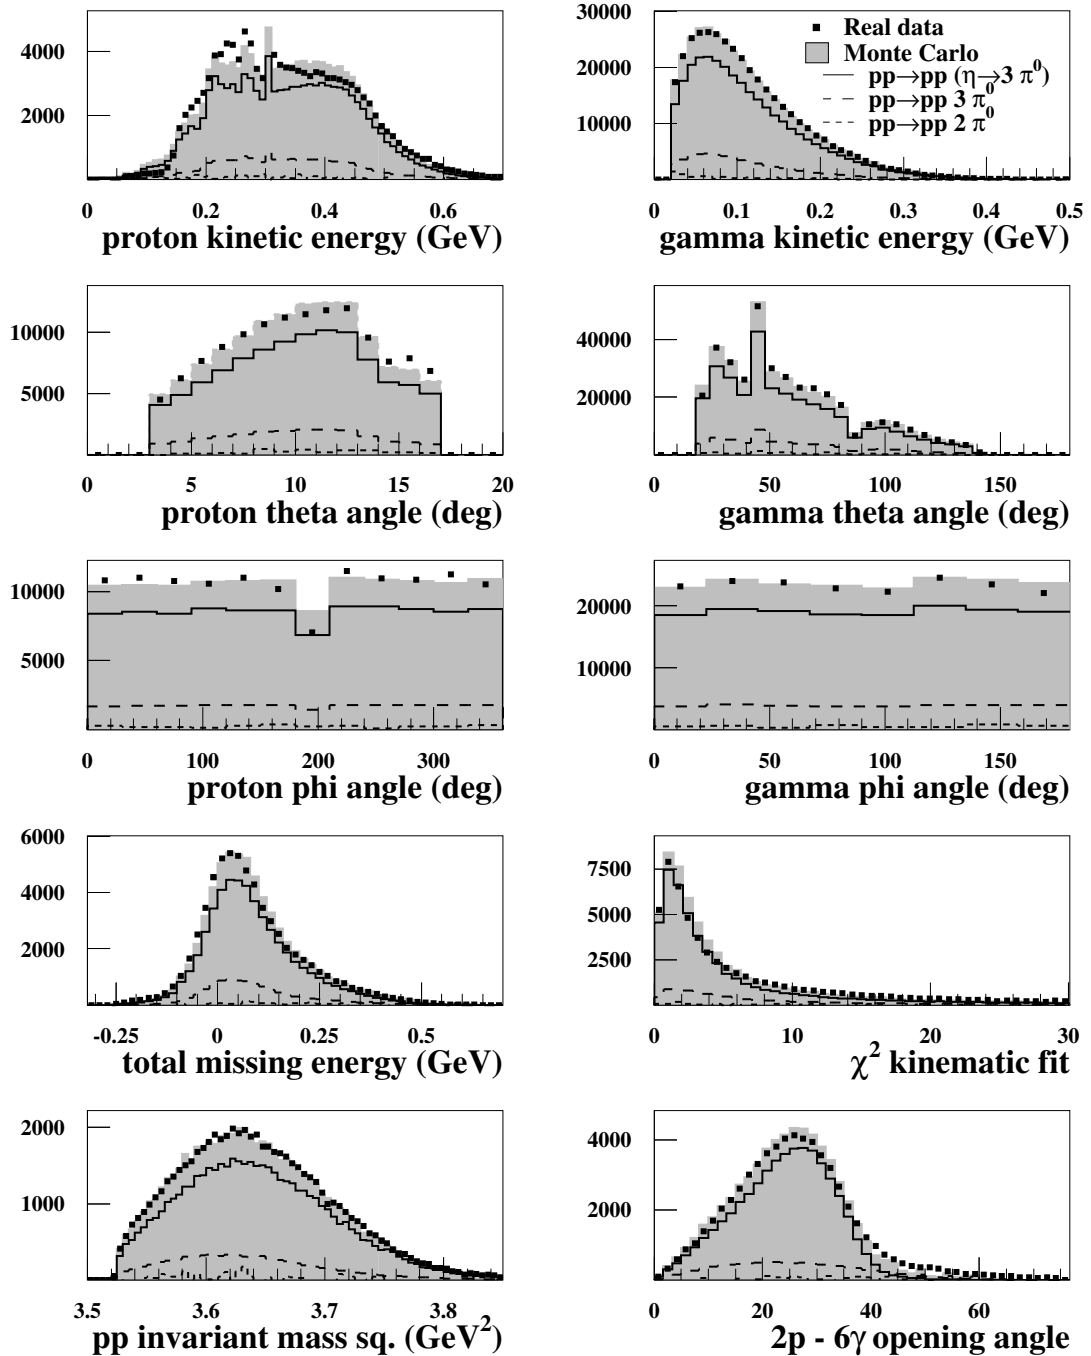 4000
2000
0 0.2 0.4 0.6
proton kinetic energy (GeV)
30000
20000
10000
0 0.1 0.2 0.3 0.4 0.5
gamma kinetic energy (GeV)
Real data
Monte Carlo
pp→pp (η→3 π⁰)
pp→pp 3 π⁰
pp→pp 2 π⁰
10000
5000
0 5 10 15 20
proton theta angle (deg)
40000
20000
0 50 100 150
gamma theta angle (deg)
10000
5000
0 100 200 300
proton phi angle (deg)
20000
10000
0 50 100 150
gamma phi angle (deg)
6000
4000
2000
-0.25 0 0.25 0.5
total missing energy (GeV)
7500
5000
2500
0 10 20 30
χ² kinematic fit
2000
1000
3.5 3.6 3.7 3.8
pp invariant mass sq. (GeV²)
4000
2000
0 20 40 60
2p - 6γ opening angle